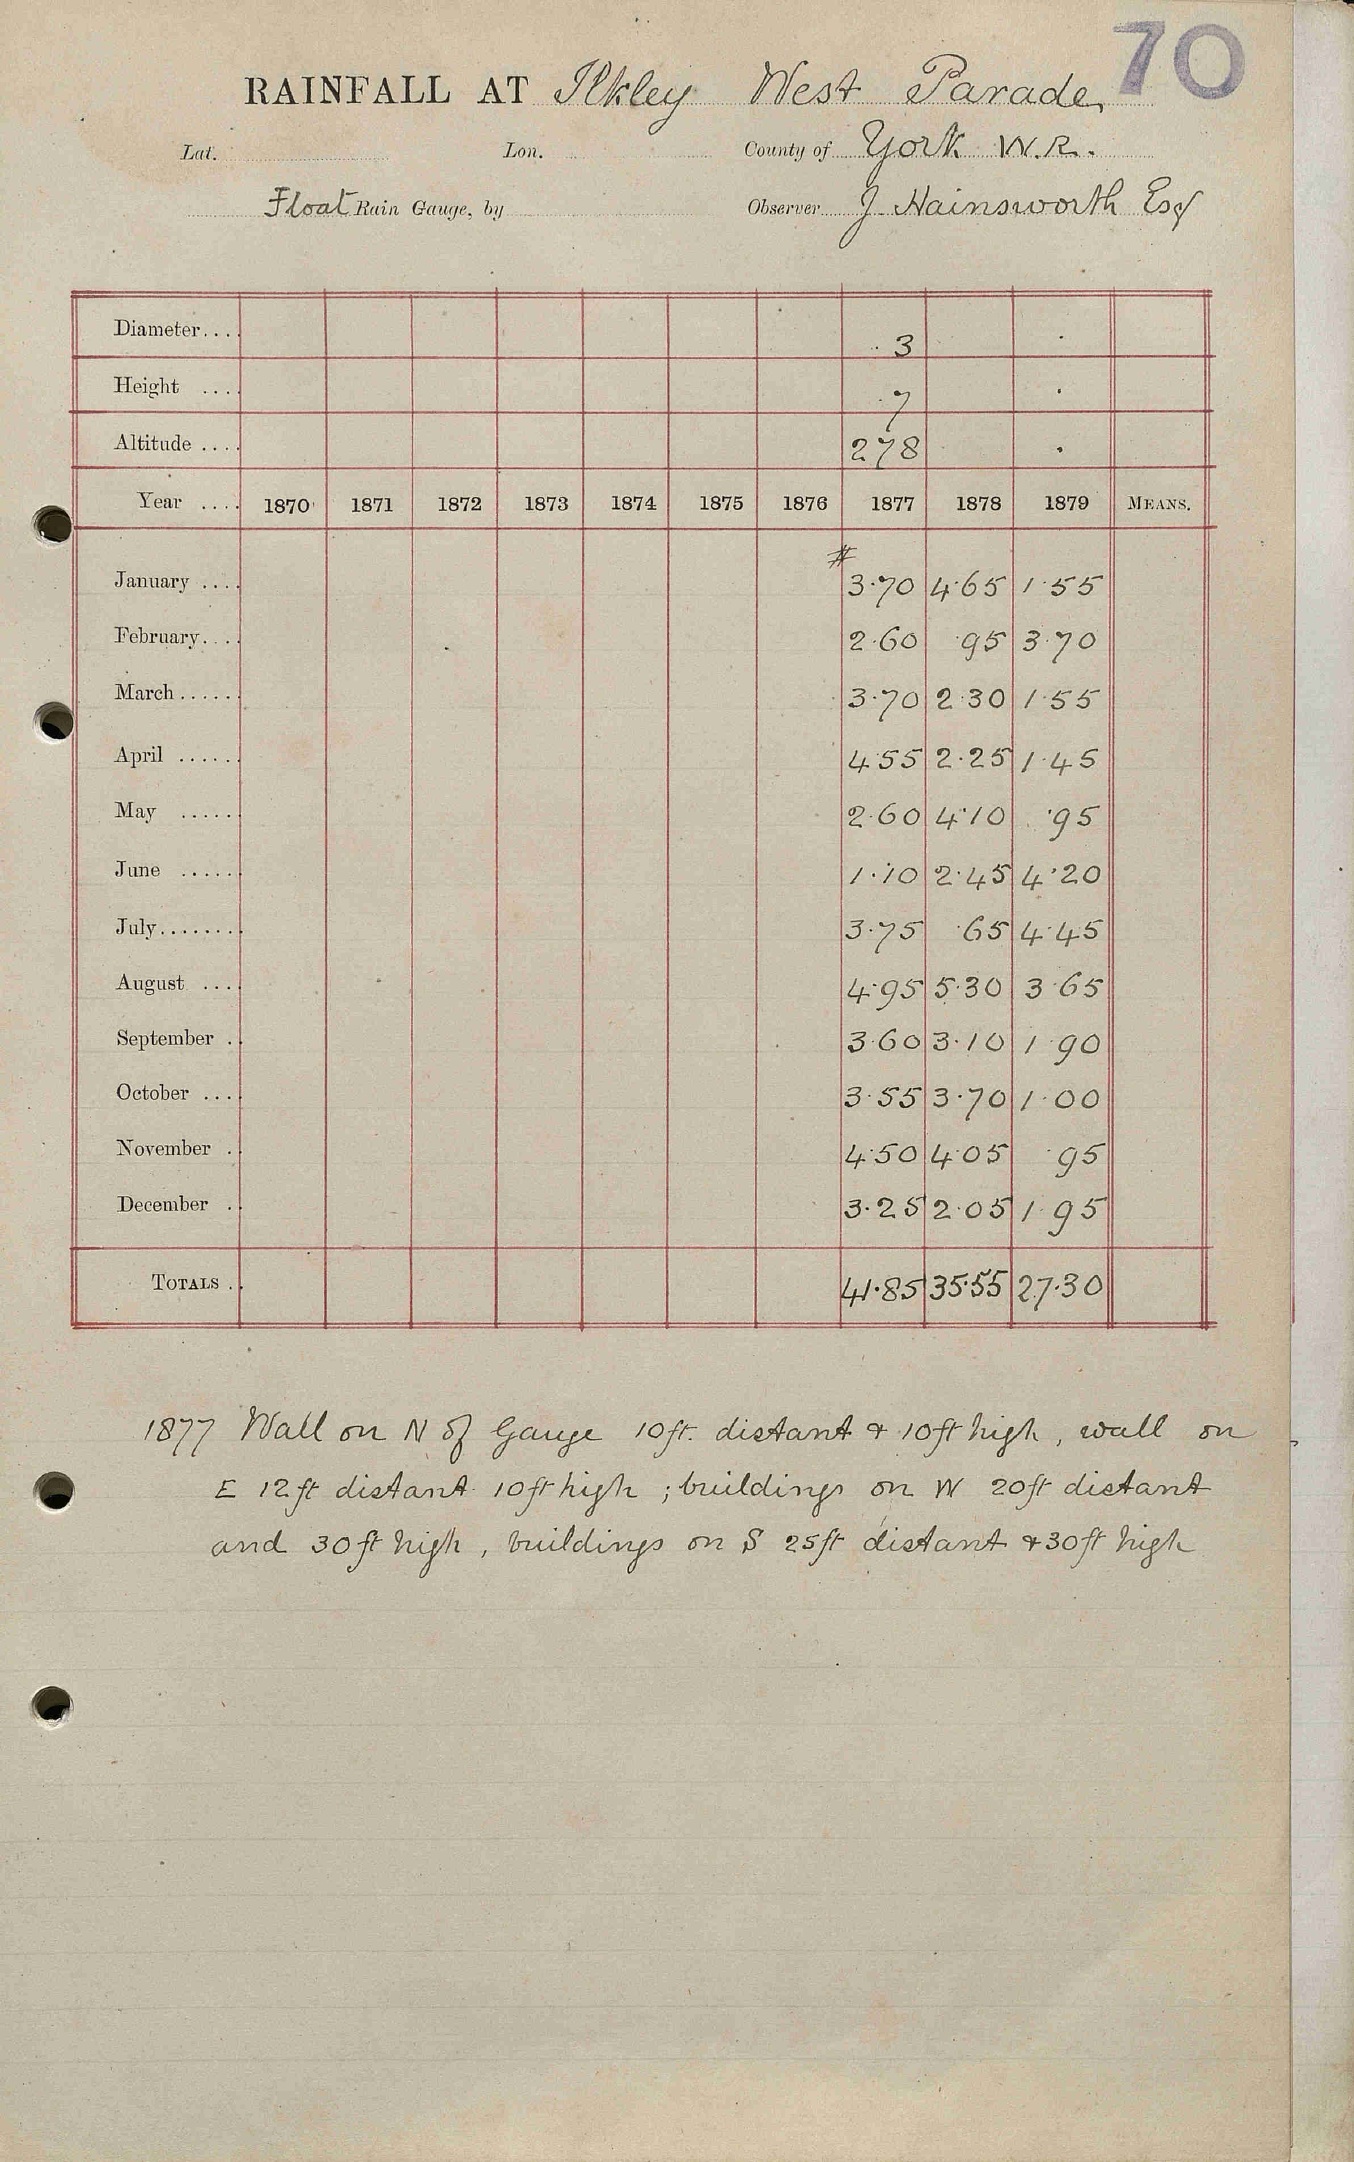 70
RAINFALL AT Ilkley West Parade
Lat. Lon. County of York W.R.
Float Rain Gauge, by Observer J. Hainsworth Esq
Diameter.... 3
Height .... 7
Altitude .... 278
Year .... 1870 1871 1872 1873 1874 1875 1876 1877 1878 1879 MEANS.
#
January .... 3.70 4.65 1.55
February.... 2.60 .95 3.70
March...... 3.70 2.30 1.55
April ...... 4.55 2.25 1.45
May ...... 2.60 4.10 .95
June ...... 1.10 2.45 4.20
July........ 3.75 .65 4.45
August .... 4.95 5.30 3.65
September .. 3.60 3.10 1.90
October .... 3.55 3.70 1.00
November .. 4.50 4.05 .95
December .. 3.25 2.05 1.95
TOTALS .. 41.85 35.55 27.30
1877 Wall on N of Gauge 10ft. distant & 10ft high, wall on
E 12ft distant 10ft high ; buildings on W 20ft distant
and 30ft high, buildings on S 25ft distant & 30ft high